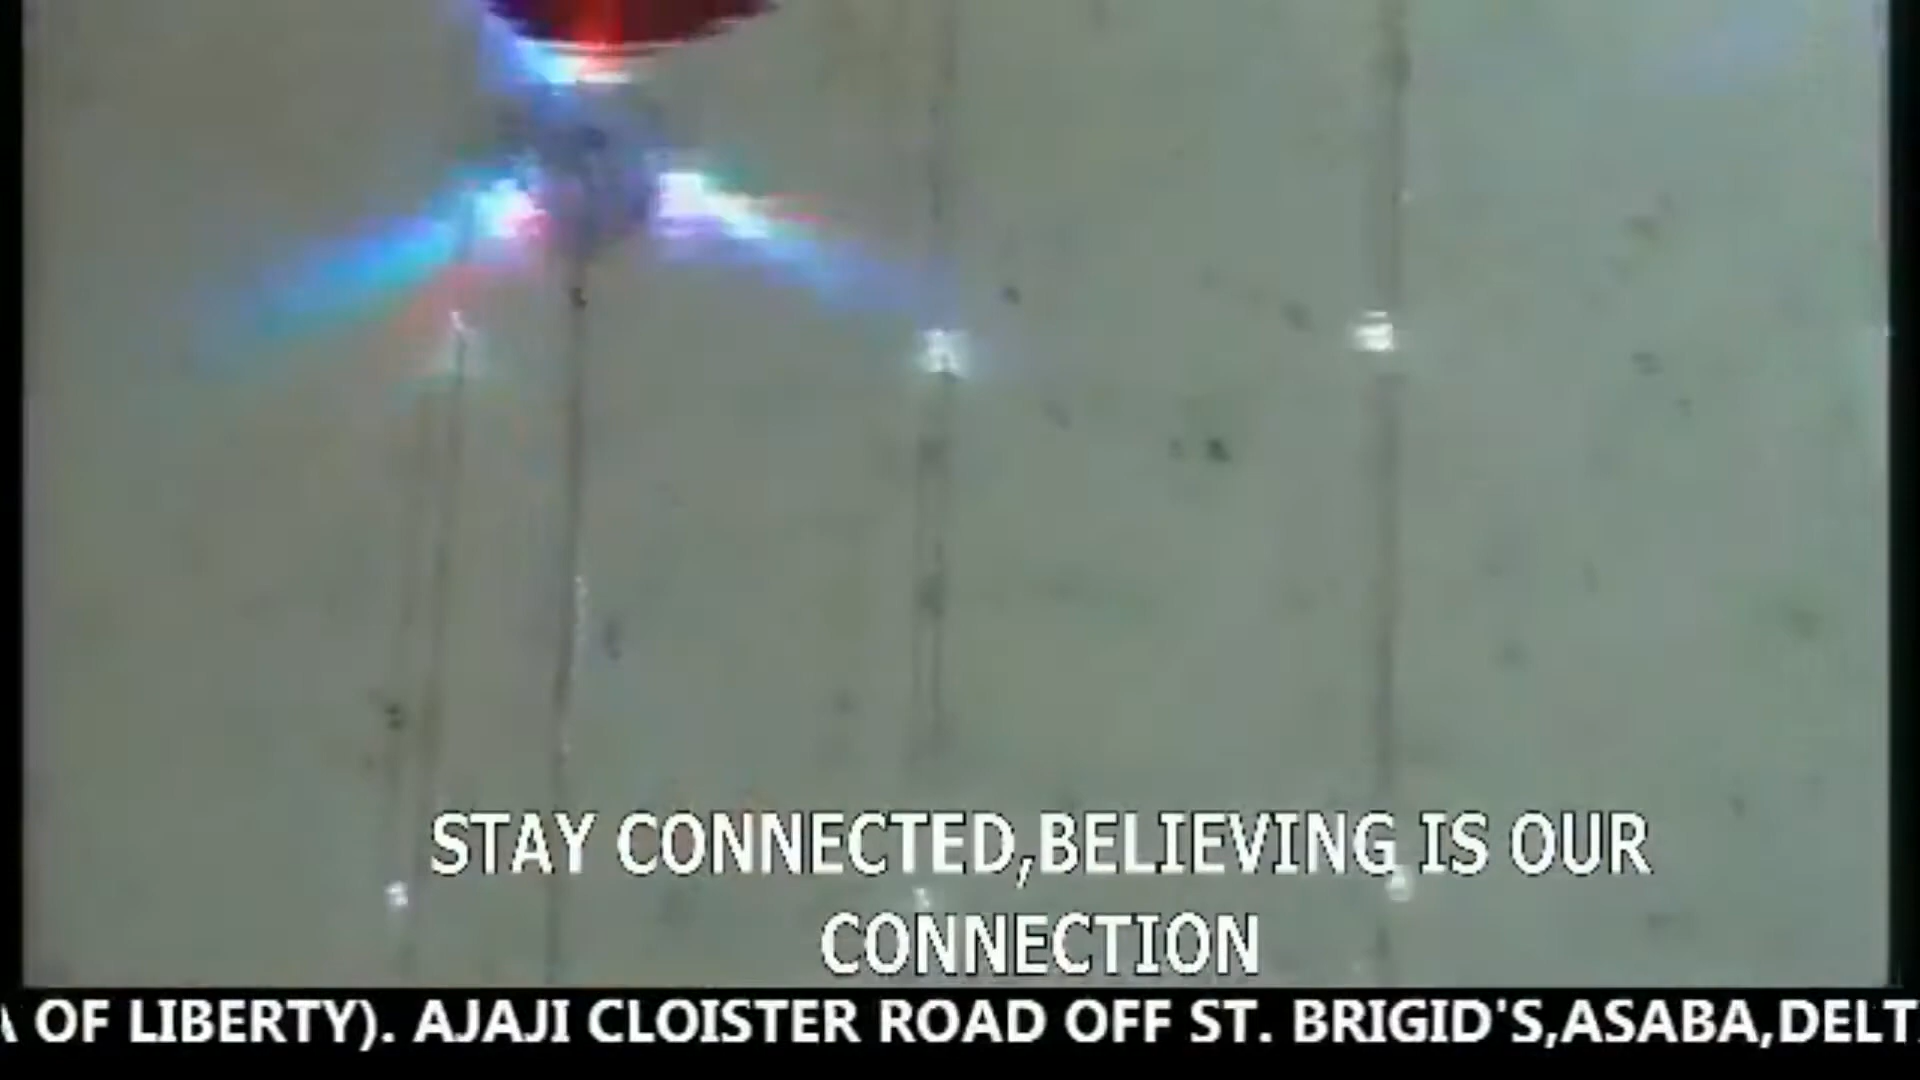 STAY CONNECTED,BELIEVING IS OUR
CONNECTION
OF LIBERTY). AJAJI CLOISTER ROAD OFF ST. BRIGID'S,ASABA,DELT